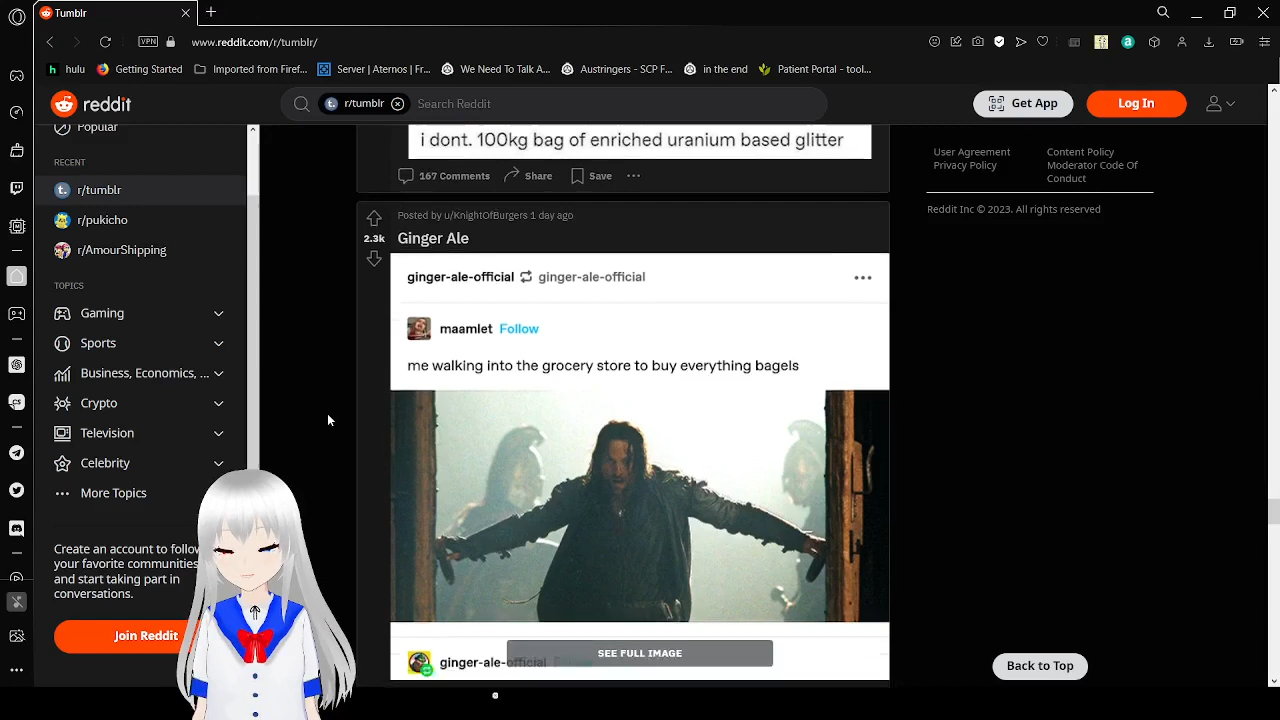 Tumblr
VPN
www.reddit.com/r/tumblr/
hulu
Getting Started
Imported from Firef...
Server | Aternos | Fr...
We Need To Talk A...
Austringers - SCP F...
in the end
Patient Portal - tool...
reddit
r/tumblr
Search Reddit
Get App
Log In
Popular
RECENT
r/tumblr
r/pukicho
r/AmourShipping
TOPICS
Gaming
Sports
Business, Economics, ...
Crypto
Television
Celebrity
More Topics
Create an account to follow
your favorite communities
and start taking part in
conversations.
Join Reddit
i dont. 100kg bag of enriched uranium based glitter
167 Comments
Share
Save
Posted by u/KnightOfBurgers 1 day ago
2.3k
Ginger Ale
ginger-ale-official
ginger-ale-official
maamlet Follow
me walking into the grocery store to buy everything bagels
SEE FULL IMAGE
ginger-ale-official Follow
User Agreement
Privacy Policy
Content Policy
Moderator Code Of
Conduct
Reddit Inc © 2023. All rights reserved
Back to Top